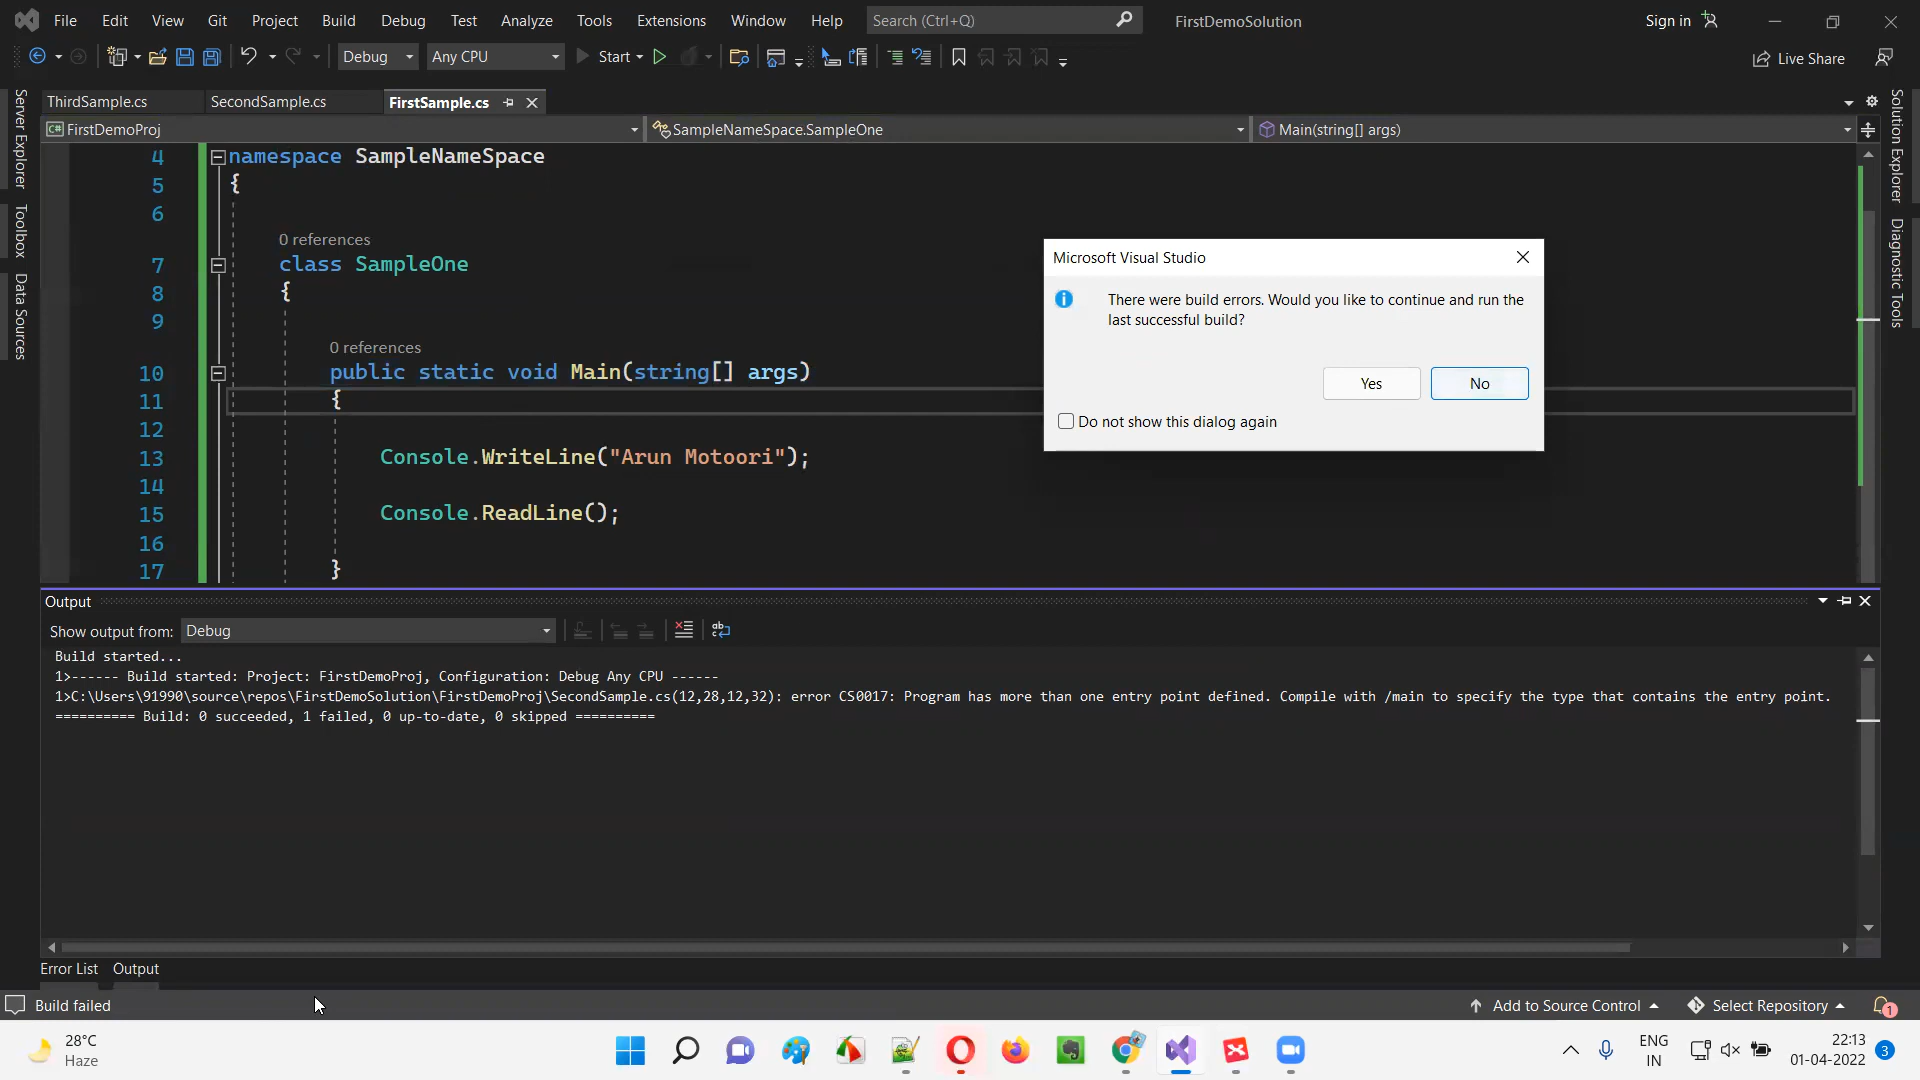 File Edit View Git Project Build Debug Test Analyze Tools Extensions Window Help Search (Ctrl+Q) FirstDemoSolution Sign in
Debug Any CPU Start Live Share
ThirdSample.cs SecondSample.cs FirstSample.cs
FirstDemoProj SampleNameSpace.SampleOne Main(string[] args)
Server Explorer
Toolbox
Data Sources
Solution Explorer
Diagnostic Tools
4 namespace SampleNameSpace
5 {
6
0 references
7 class SampleOne
8 {
9
0 references
10 public static void Main(string[] args)
11 {
12
13 Console.WriteLine("Arun Motoori");
14
15 Console.ReadLine();
16
17 }
Microsoft Visual Studio
There were build errors. Would you like to continue and run the
last successful build?
Yes No
Do not show this dialog again
Output
Show output from: Debug
Build started...
1>------ Build started: Project: FirstDemoProj, Configuration: Debug Any CPU ------
1>C:\Users\91990\source\repos\FirstDemoSolution\FirstDemoProj\SecondSample.cs(12,28,12,32): error CS0017: Program has more than one entry point defined. Compile with /main to specify the type that contains the entry point.
========== Build: 0 succeeded, 1 failed, 0 up-to-date, 0 skipped ==========
Error List Output
Build failed Add to Source Control Select Repository 1
28°C
Haze
ENG
IN
22:13
01-04-2022
3